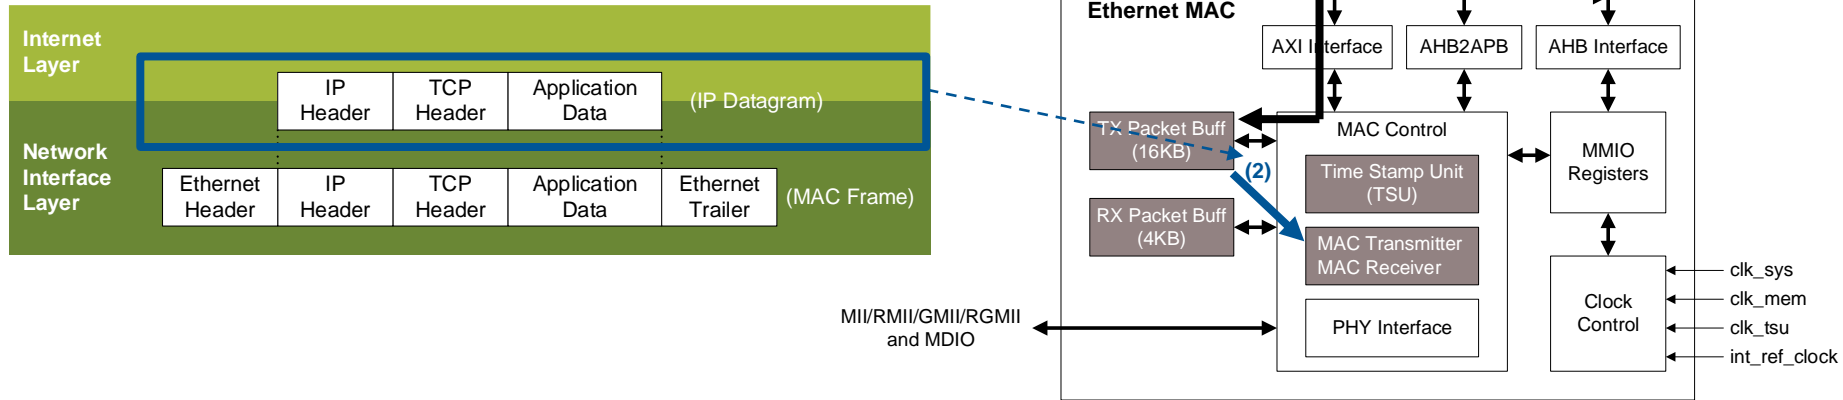 Internet
Layer
IP
Header
TCP
Header
Application
Data
(IP Datagram)
Network
Interface
Layer
Ethernet
Header
IP
Header
TCP
Header
Application
Data
Ethernet
Trailer
(MAC Frame)
Ethernet MAC
AXI Interface
AHB2APB
AHB Interface
TX Packet Buff
(16KB)
(2)
RX Packet Buff
(4KB)
MAC Control
Time Stamp Unit
(TSU)
MAC Transmitter
MAC Receiver
PHY Interface
MMIO
Registers
Clock
Control
clk_sys
clk_mem
clk_tsu
int_ref_clock
MII/RMII/GMII/RGMII
and MDIO